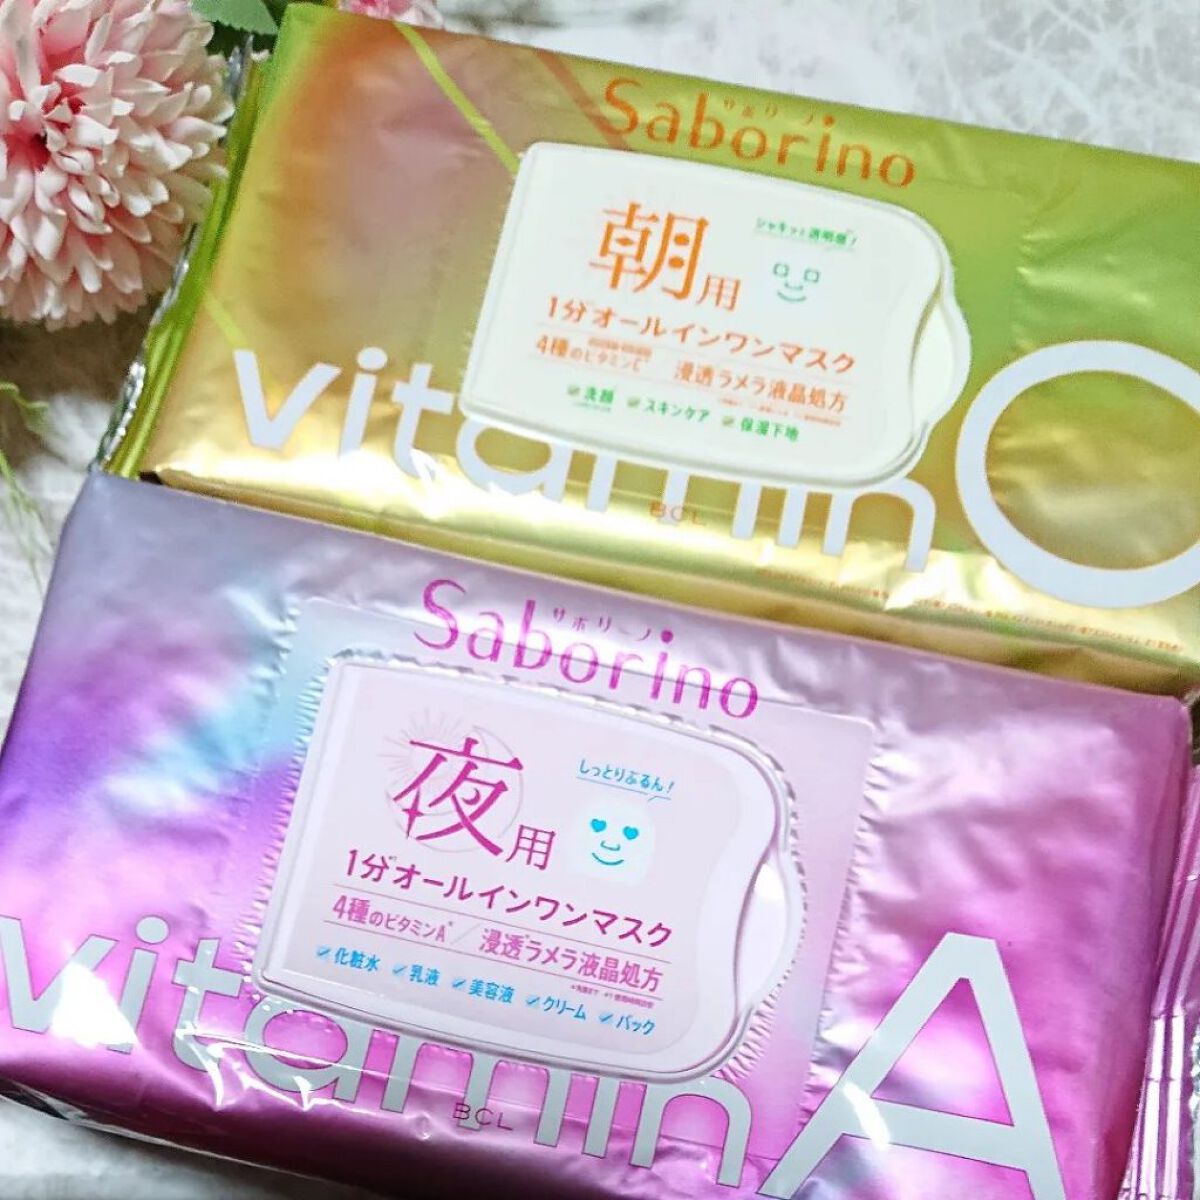 サボリーノ
Saborino
朝用
シャキッと透明感!
1分オールインワンマスク
4種のビタミンC 浸透ラメラ液晶処方
洗顔 スキンケア 保湿下地
vitamin C
BCL
サボリーノ
Saborino
夜用
しっとりぷるん!
1分オールインワンマスク
4種のビタミンA / 浸透ラメラ液晶処方
化粧水 乳液 美容液 クリーム パック
vitamin A
BCL